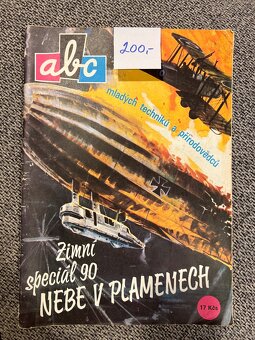 abc
200,-
mladých techniků a přírodovědců
Zimní
speciál 90
NEBE V PLAMENECH
17 Kčs